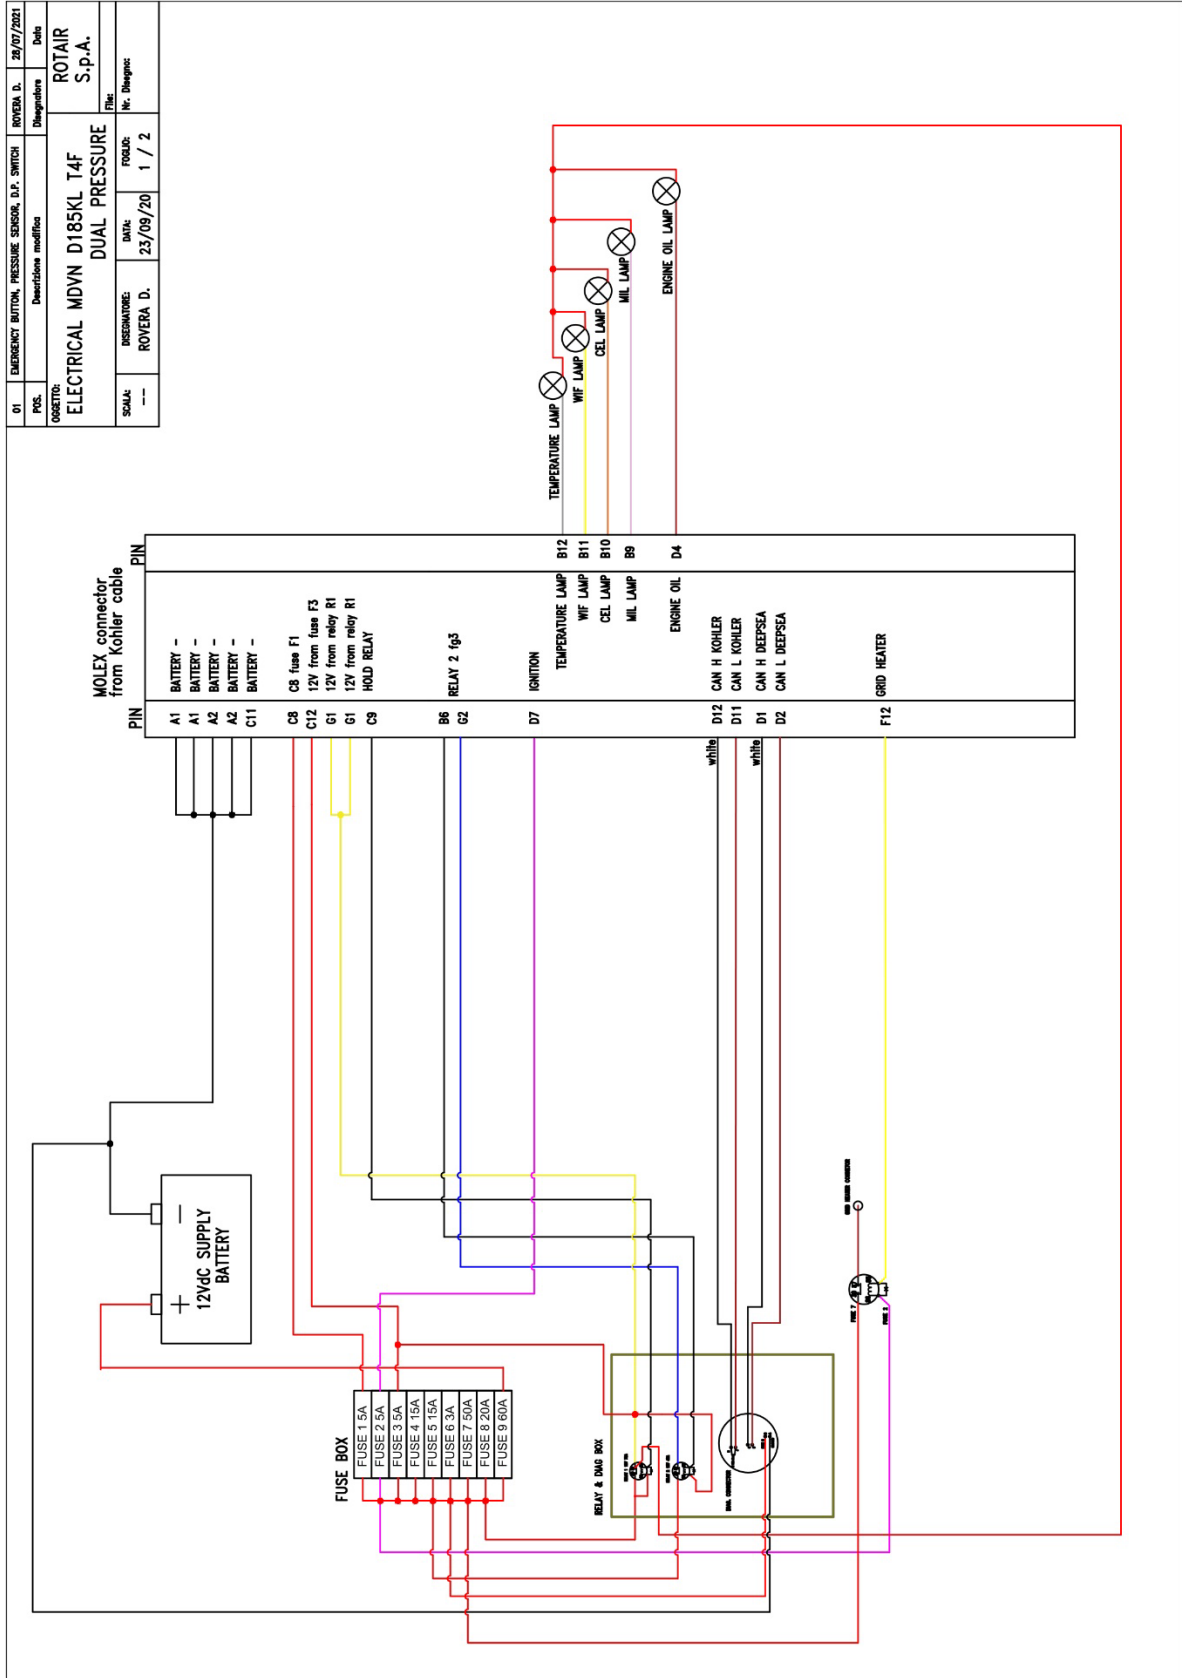 01 EMERGENCY BUTTON, PRESSURE SENSOR, D.P. SWITCH ROVERA D. 28/07/2021
POS. Descrizione modifica Disegnatore Data
OGGETTO:
ELECTRICAL MDVN D185KL T4F
DUAL PRESSURE
ROTAIR
S.p.A.
File:
SCALA:
--
DISEGNATORE:
ROVERA D.
DATA:
23/09/20
FOGLIO:
1 / 2
Nr. Disegno:
MOLEX connector
from Kohler cable
PIN
PIN
A1 BATTERY -
A1 BATTERY -
A2 BATTERY -
A2 BATTERY -
C11 BATTERY -
C8 C8 fuse F1
C12 12V from fuse F3
G1 12V from relay R1
G1 12V from relay R1
C9 HOLD RELAY
B6
G2 RELAY 2 fg3
D7 IGNITION
TEMPERATURE LAMP B12
WIF LAMP B11
CEL LAMP B10
MIL LAMP B9
ENGINE OIL D4
white D12 CAN H KOHLER
D11 CAN L KOHLER
white D1 CAN H DEEPSEA
D2 CAN L DEEPSEA
F12 GRID HEATER
TEMPERATURE LAMP
WIF LAMP
CEL LAMP
MIL LAMP
ENGINE OIL LAMP
12VdC SUPPLY
BATTERY
+
-
FUSE BOX
FUSE 1 5A
FUSE 2 5A
FUSE 3 5A
FUSE 4 15A
FUSE 5 15A
FUSE 6 3A
FUSE 7 50A
FUSE 8 20A
FUSE 9 60A
RELAY & DIAG BOX
FUSE 7
FUSE 2